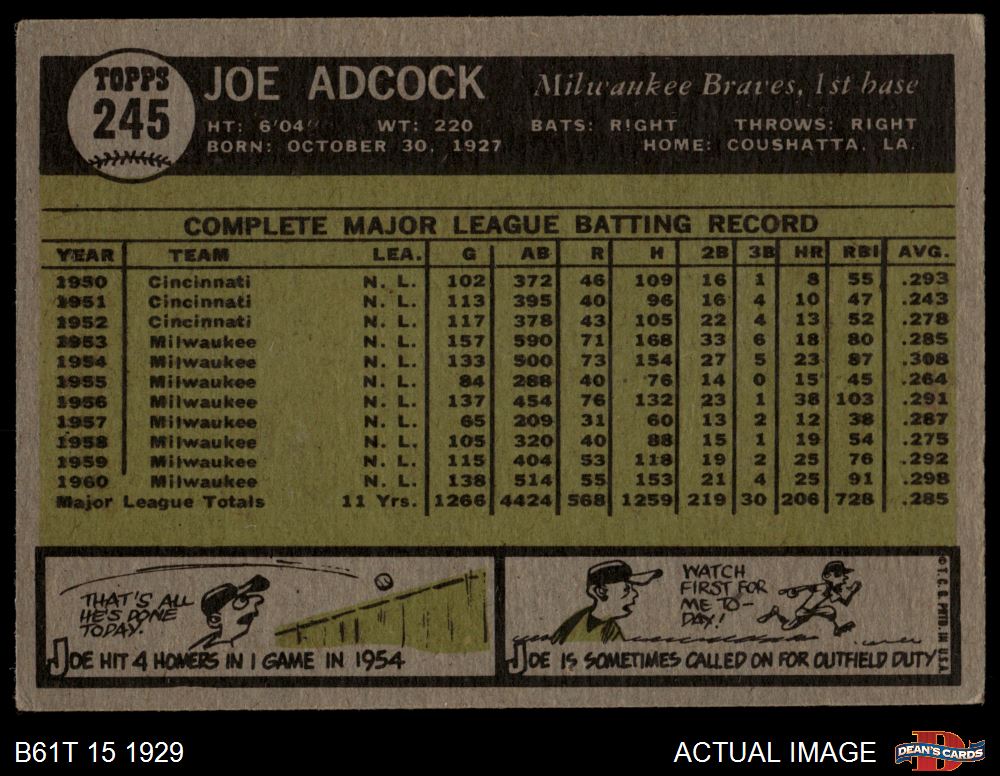 TOPPS
245
JOE ADCOCK
Milwaukee Braves, 1st base
HT: 6'04" WT: 220 BATS: RIGHT THROWS: RIGHT
BORN: OCTOBER 30, 1927 HOME: COUSHATTA, LA.
COMPLETE MAJOR LEAGUE BATTING RECORD
YEAR TEAM LEA. G AB R H 2B 3B HR RBI AVG.
1950 Cincinnati N. L. 102 372 46 109 16 1 8 55 .293
1951 Cincinnati N. L. 113 395 40 96 16 4 10 47 .243
1952 Cincinnati N. L. 117 378 43 105 22 4 13 52 .278
1953 Milwaukee N. L. 157 590 71 168 33 6 18 80 .285
1954 Milwaukee N. L. 133 500 73 154 27 5 23 87 .308
1955 Milwaukee N. L. 84 288 40 76 14 0 15 45 .264
1956 Milwaukee N. L. 137 454 76 132 23 1 38 103 .291
1957 Milwaukee N. L. 65 209 31 60 13 2 12 38 .287
1958 Milwaukee N. L. 105 320 40 88 15 1 19 54 .275
1959 Milwaukee N. L. 115 404 53 118 19 2 25 76 .292
1960 Milwaukee N. L. 138 514 55 153 21 4 25 91 .298
Major League Totals 11 Yrs. 1266 4424 568 1259 219 30 206 728 .285
THAT'S ALL
HE'S DONE
TODAY.
JOE HIT 4 HOMERS IN 1 GAME IN 1954
WATCH
FIRST FOR
ME TO-
DAY!
JOE IS SOMETIMES CALLED ON FOR OUTFIELD DUTY
© T. C. G. PRTD. IN U.S.A.
B61T 15 1929
ACTUAL IMAGE
DEAN'S CARDS